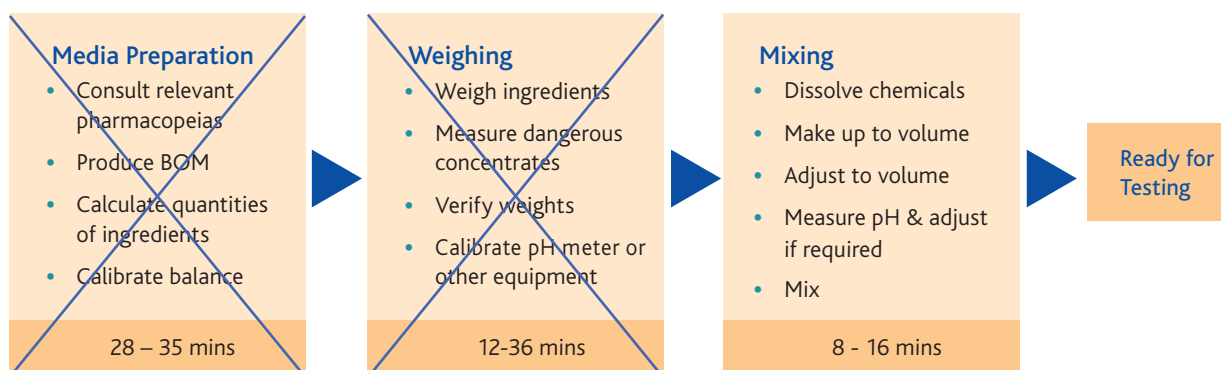 Media Preparation
• Consult relevant
pharmacopeias
• Produce BOM
• Calculate quantities
of ingredients
• Calibrate balance
28 – 35 mins
Weighing
• Weigh ingredients
• Measure dangerous
concentrates
• Verify weights
• Calibrate pH meter or
other equipment
12-36 mins
Mixing
• Dissolve chemicals
• Make up to volume
• Adjust to volume
• Measure pH & adjust
if required
• Mix
8 - 16 mins
Ready for
Testing